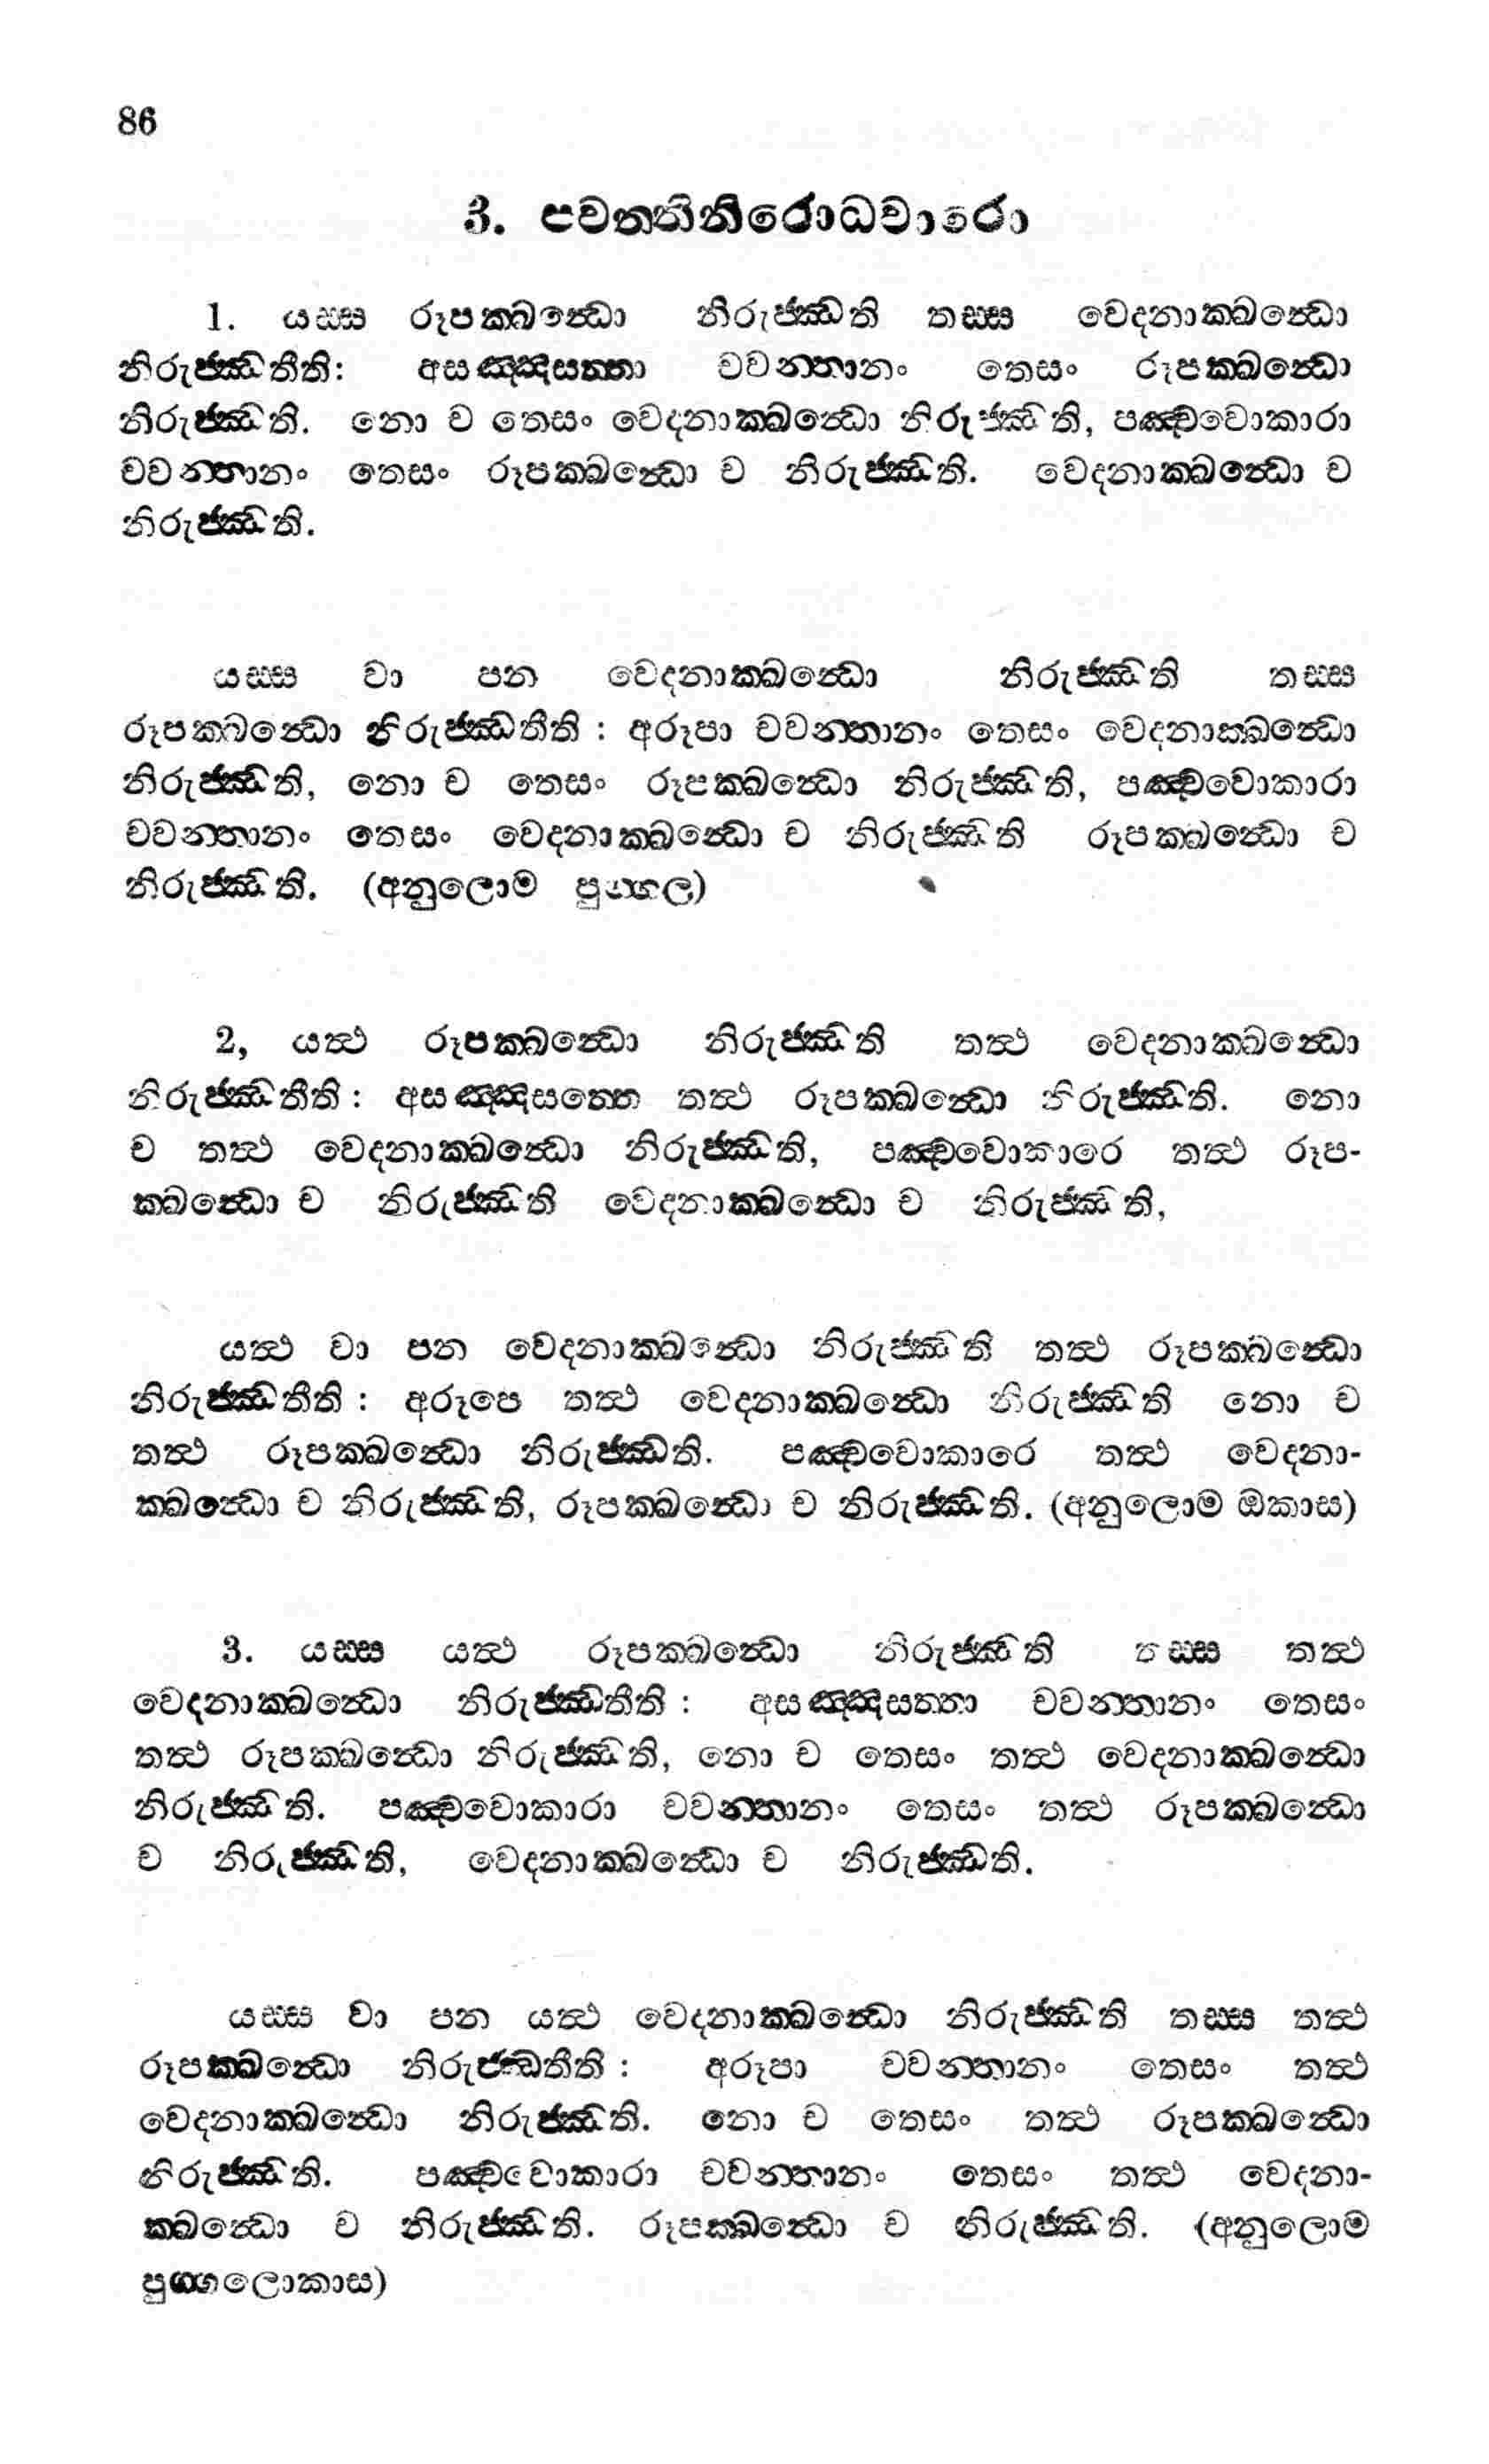 86
3. පවත්තිනිරොධවාරො
1. යස්ස රූපක්ඛන්ධො නිරුජ්ඣති තස්ස වෙදනාක්ඛන්ධො
නිරුජ්ඣතීති: අසඤ්ඤසත්තා චවන්තානං තෙසං රූපක්ඛන්ධො
නිරුජ්ඣති. නො ච තෙසං වෙදනාක්ඛන්ධො නිරුජ්ඣති, පඤ්චවොකාරා
චවන්තානං තෙසං රූපක්ඛන්ධො ච නිරුජ්ඣති. වෙදනාක්ඛන්ධො ච
නිරුජ්ඣති.
යස්ස වා පන වෙදනාක්ඛන්ධො නිරුජ්ඣති තස්ස
රූපක්ඛන්ධො නිරුජ්ඣතීති : අරූපා චවන්තානං තෙසං වෙදනාක්ඛන්ධො
නිරුජ්ඣති, නො ච තෙසං රූපක්ඛන්ධො නිරුජ්ඣති, පඤ්චවොකාරා
චවන්තානං තෙසං වෙදනාක්ඛන්ධො ච නිරුජ්ඣති රූපක්ඛන්ධො ච
නිරුජ්ඣති. (අනුලොම පුග්ගල)
2, යත්ථ රූපක්ඛන්ධො නිරුජ්ඣති තත්ථ වෙදනාක්ඛන්ධො
නිරුජ්ඣතීති : අසඤ්ඤසත්තෙ තත්ථ රූපක්ඛන්ධො නිරුජ්ඣති. නො
ච තත්ථ වෙදනාක්ඛන්ධො නිරුජ්ඣති, පඤ්චවොකාරෙ තත්ථ රූප-
ක්ඛන්ධො ච නිරුජ්ඣති වෙදනාක්ඛන්ධො ච නිරුජ්ඣති,
යත්ථ වා පන වෙදනාක්ඛන්ධො නිරුජ්ඣති තත්ථ රූපක්ඛන්ධො
නිරුජ්ඣතීති : අරූපෙ තත්ථ වෙදනාක්ඛන්ධො නිරුජ්ඣති නො ච
තත්ථ රූපක්ඛන්ධො නිරුජ්ඣති. පඤ්චවොකාරෙ තත්ථ වෙදනා-
ක්ඛන්ධො ච නිරුජ්ඣති, රූපක්ඛන්ධො ච නිරුජ්ඣති. (අනුලොම ඔකාස)
3. යස්ස යත්ථ රූපක්ඛන්ධො නිරුජ්ඣති තස්ස තත්ථ
වෙදනාක්ඛන්ධො නිරුජ්ඣතීති : අසඤ්ඤසත්තා චවන්තානං තෙසං
තත්ථ රූපක්ඛන්ධො නිරුජ්ඣති, නො ච තෙසං තත්ථ වෙදනාක්ඛන්ධො
නිරුජ්ඣති. පඤ්චවොකාරා චවන්තානං තෙසං තත්ථ රූපක්ඛන්ධො
ච නිරුජ්ඣති, වෙදනාක්ඛන්ධො ච නිරුජ්ඣති.
යස්ස වා පන යත්ථ වෙදනාක්ඛන්ධො නිරුජ්ඣති තස්ස තත්ථ
රූපක්ඛන්ධො නිරුජ්ඣතීති : අරූපා චවන්තානං තෙසං තත්ථ
වෙදනාක්ඛන්ධො නිරුජ්ඣති. නො ච තෙසං තත්ථ රූපක්ඛන්ධො
නිරුජ්ඣති. පඤ්චවොකාරා චවන්තානං තෙසං තත්ථ වෙදනා-
ක්ඛන්ධො ච නිරුජ්ඣති. රූපක්ඛන්ධො ච නිරුජ්ඣති. (අනුලොම
පුග්ගලොකාස)